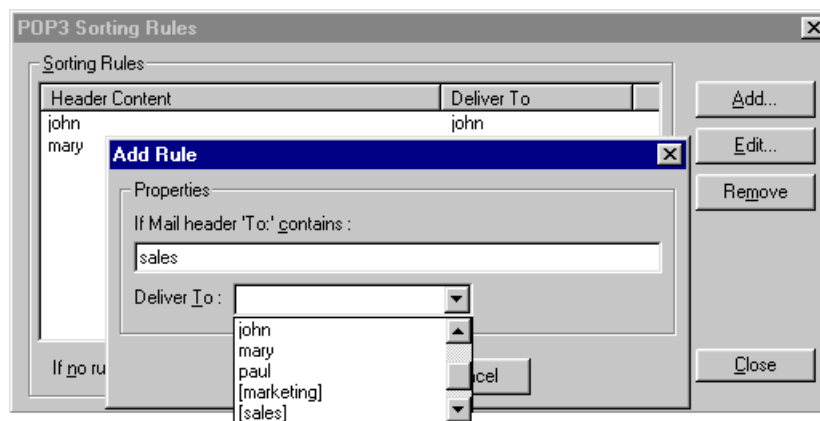 POP3 Sorting Rules
Sorting Rules
Header Content Deliver To
john john
mary
Add...
Edit...
Remove
Close
Add Rule
Properties
If Mail header 'To:' contains :
sales
Deliver To :
john
mary
paul
[marketing]
[sales]
If no ru
cel